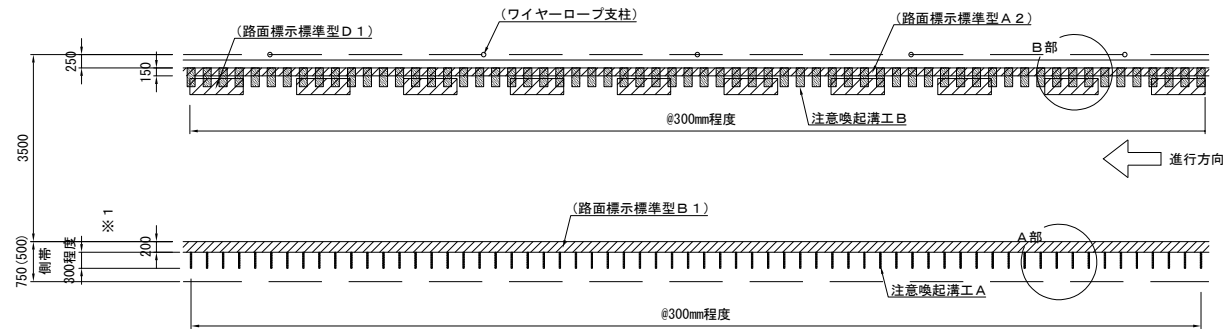 (ワイヤーロープ支柱)
(路面標示標準型D1)
(路面標示標準型A2)
B部
250
150
@300mm程度
注意喚起溝工B
3500
進行方向
※1
(路面標示標準型B1)
A部
750(500)
側帯
300程度
200
注意喚起溝工A
@300mm程度